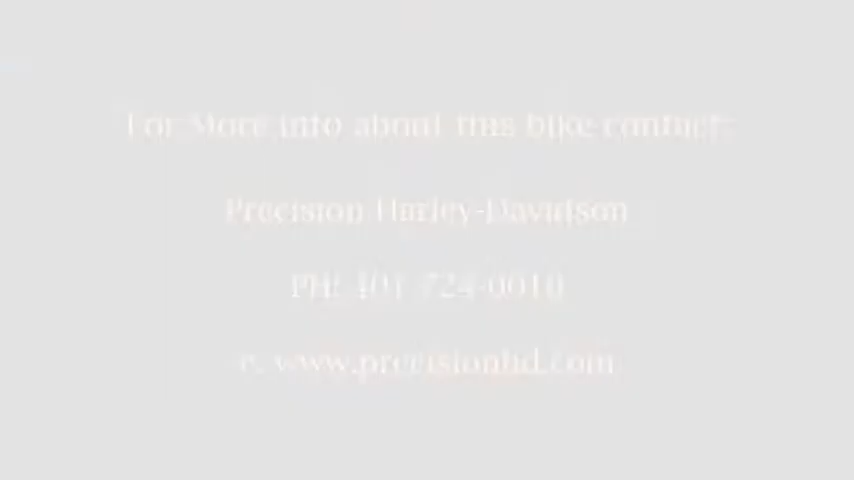 For More info about this bike contact:
Precision Harley-Davidson
PH: 401-724-0010
e. www.precisionhd.com